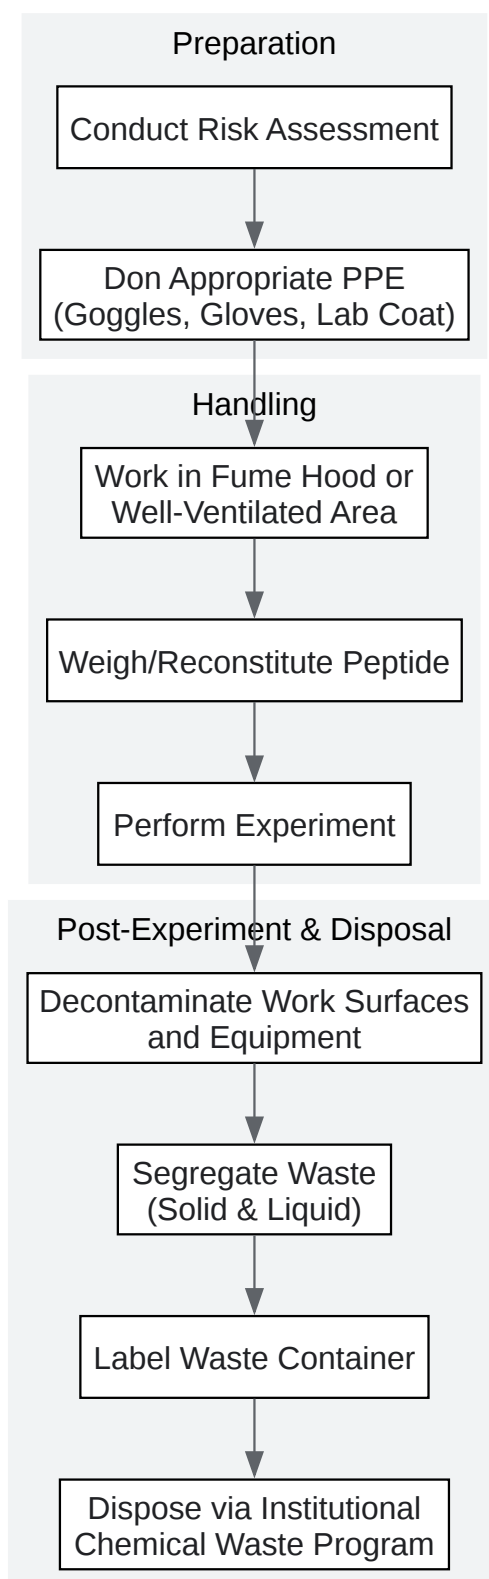 Preparation
Conduct Risk Assessment
Don Appropriate PPE
(Goggles, Gloves, Lab Coat)
Handling
Work in Fume Hood or
Well-Ventilated Area
Weigh/Reconstitute Peptide
Perform Experiment
Post-Experiment & Disposal
Decontaminate Work Surfaces
and Equipment
Segregate Waste
(Solid & Liquid)
Label Waste Container
Dispose via Institutional
Chemical Waste Program